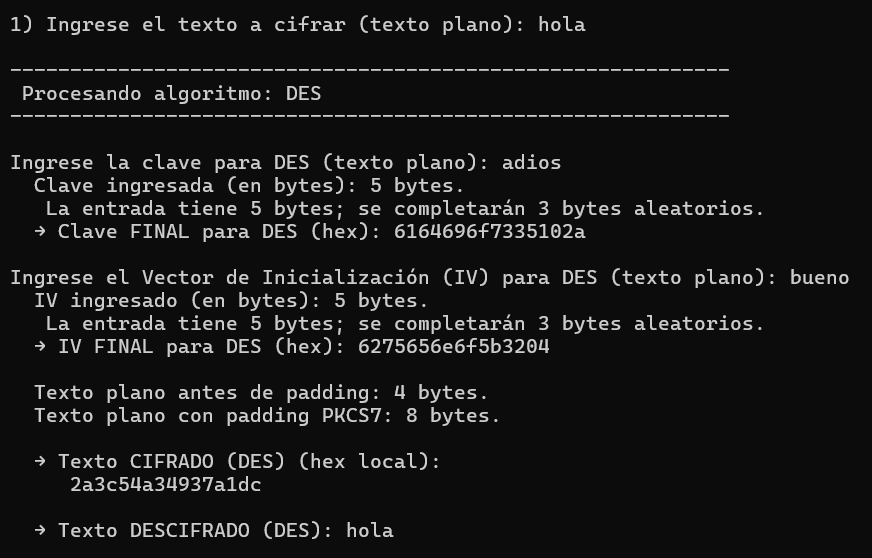 1) Ingrese el texto a cifrar (texto plano): hola
------------------------------------------------------------
Procesando algoritmo: DES
------------------------------------------------------------
Ingrese la clave para DES (texto plano): adios
Clave ingresada (en bytes): 5 bytes.
La entrada tiene 5 bytes; se completarán 3 bytes aleatorios.
→ Clave FINAL para DES (hex): 6164696f7335102a
Ingrese el Vector de Inicialización (IV) para DES (texto plano): bueno
IV ingresado (en bytes): 5 bytes.
La entrada tiene 5 bytes; se completarán 3 bytes aleatorios.
→ IV FINAL para DES (hex): 6275656e6f5b3204
Texto plano antes de padding: 4 bytes.
Texto plano con padding PKCS7: 8 bytes.
→ Texto CIFRADO (DES) (hex local):
2a3c54a34937a1dc
→ Texto DESCIFRADO (DES): hola